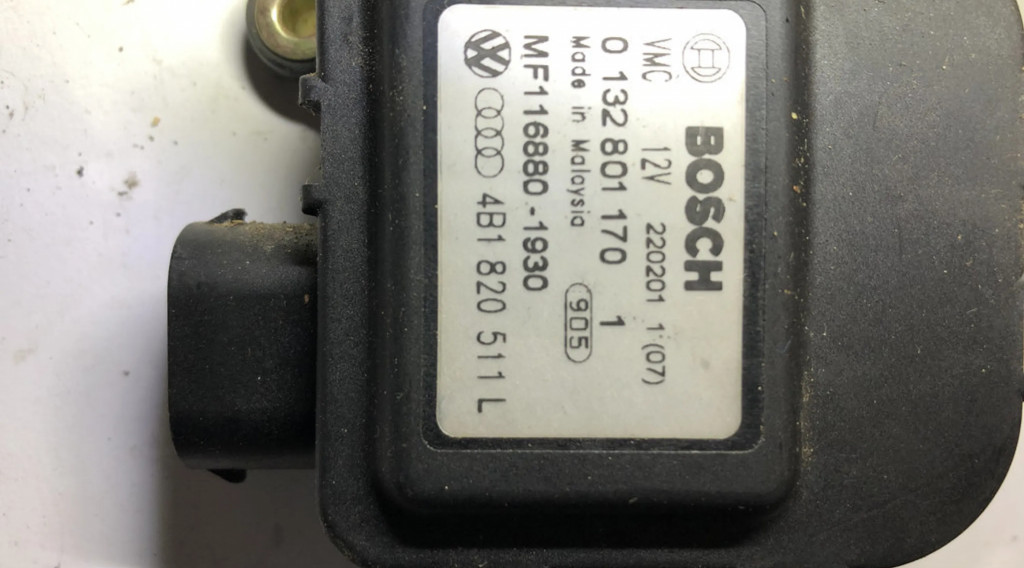 BOSCH
VMC 12V 220201 1 (07)
0 132 801 170 1
Made in Malaysia 905
MF116880-1930
4B1 820 511 L